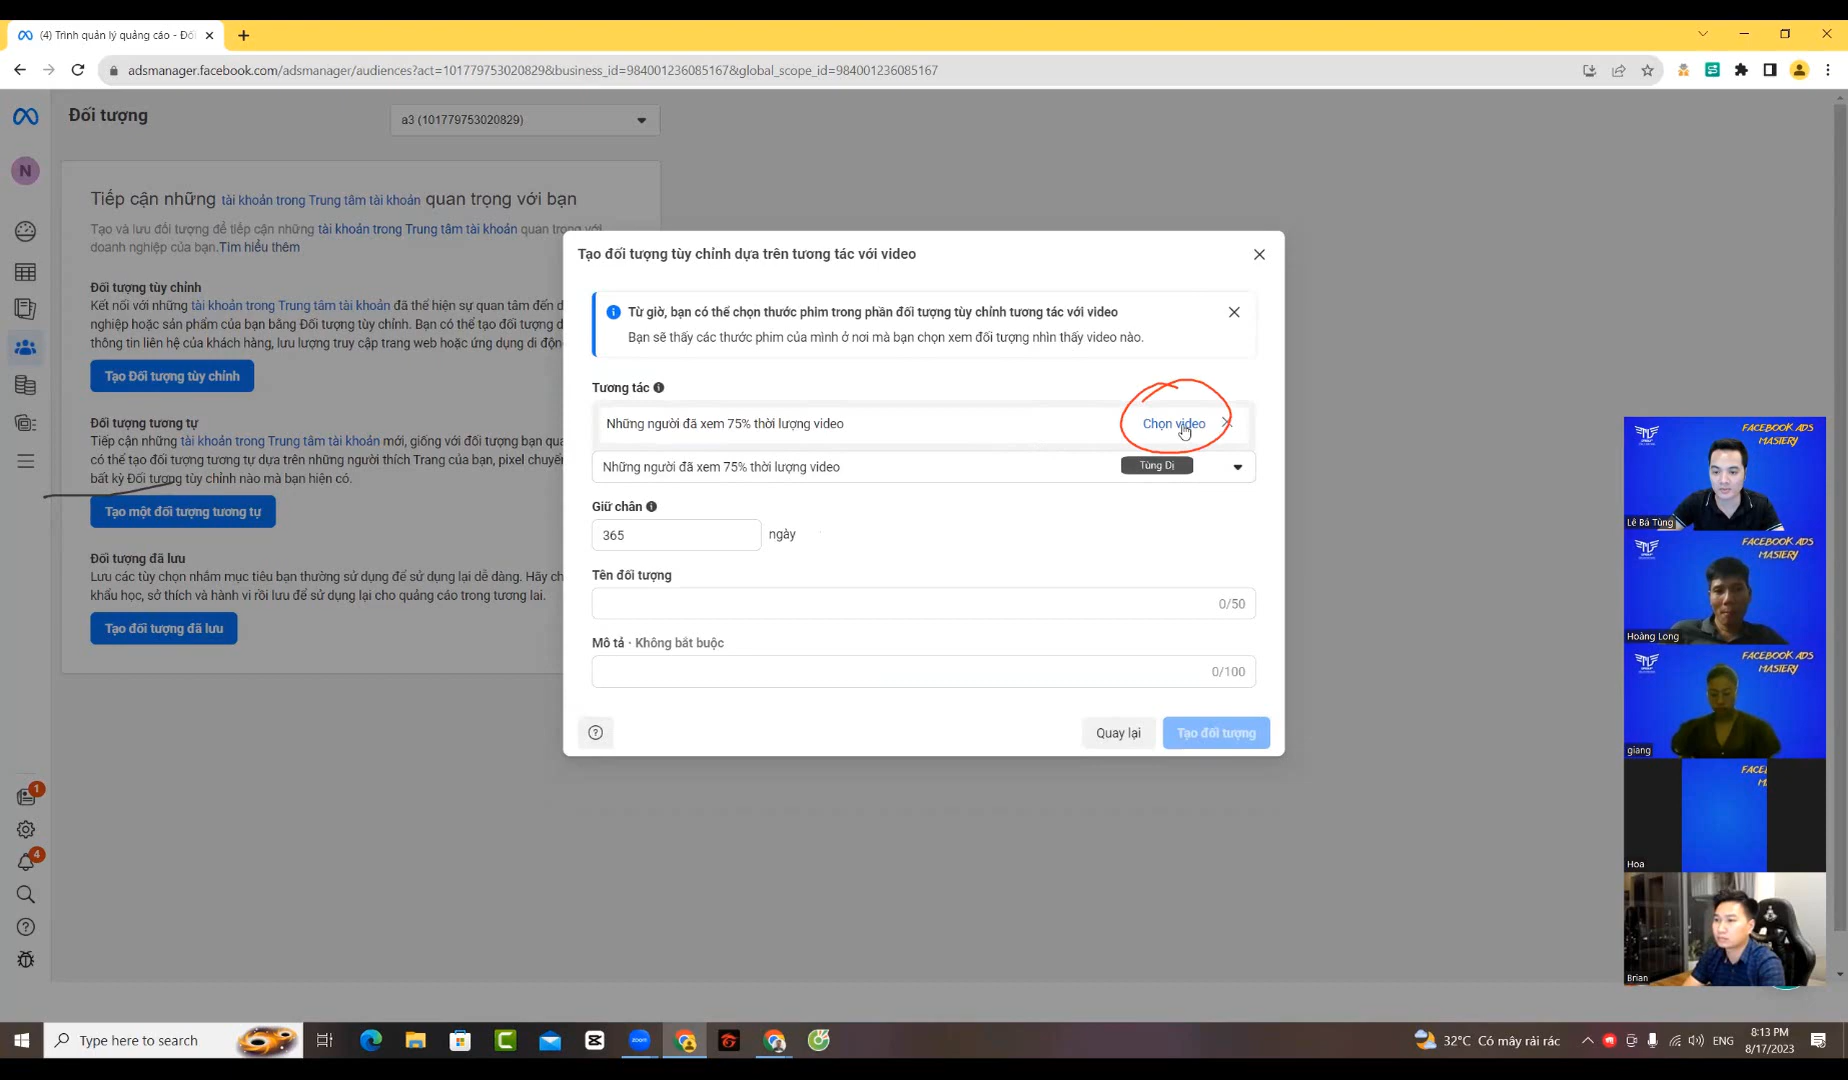 (4) Trình quản lý quảng cáo - Đối
adsmanager.facebook.com/adsmanager/audiences?act=101779753020829&business_id=984001236085167&global_scope_id=984001236085167
Đối tượng
a3 (101779753020829)
N
Tiếp cận những tài khoản trong Trung tâm tài khoản quan trọng với bạn
Tạo và lưu đối tượng để tiếp cận những tài khoản trong Trung tâm tài khoản quan trọng với
doanh nghiệp của bạn.Tìm hiểu thêm
Đối tượng tùy chỉnh
Kết nối với những tài khoản trong Trung tâm tài khoản đã thể hiện sự quan tâm đến d
nghiệp hoặc sản phẩm của bạn bằng Đối tượng tùy chỉnh. Bạn có thể tạo đối tượng d
thông tin liên hệ của khách hàng, lưu lượng truy cập trang web hoặc ứng dụng di độn
Tạo Đối tượng tùy chỉnh
Đối tượng tương tự
Tiếp cận những tài khoản trong Trung tâm tài khoản mới, giống với đối tượng bạn qu
có thể tạo đối tượng tương tự dựa trên những người thích Trang của bạn, pixel chuyể
bất kỳ Đối tượng tùy chỉnh nào mà bạn hiện có.
Tạo một đối tượng tương tự
Đối tượng đã lưu
Lưu các tùy chọn nhắm mục tiêu bạn thường sử dụng để sử dụng lại dễ dàng. Hãy ch
khẩu học, sở thích và hành vi rồi lưu để sử dụng lại cho quảng cáo trong tương lai.
Tạo đối tượng đã lưu
1
4
Tạo đối tượng tùy chỉnh dựa trên tương tác với video
Từ giờ, bạn có thể chọn thước phim trong phần đối tượng tùy chỉnh tương tác với video
Bạn sẽ thấy các thước phim của mình ở nơi mà bạn chọn xem đối tượng nhìn thấy video nào.
Tương tác
Những người đã xem 75% thời lượng video
Chọn video
Những người đã xem 75% thời lượng video
Tùng Dị
Giữ chân
365 ngày
Tên đối tượng
0/50
Mô tả · Không bắt buộc
0/100
Quay lại
Tạo đối tượng
FACEBOOK ADS
MASTERY
Lê Bá Tùng
FACEBOOK ADS
MASTERY
Hoàng Long
FACEBOOK ADS
MASTERY
giang
FACE
M
Hoa
Brian
Type here to search
zoom
32°C Có mây rải rác
ENG
8:13 PM
8/17/2023